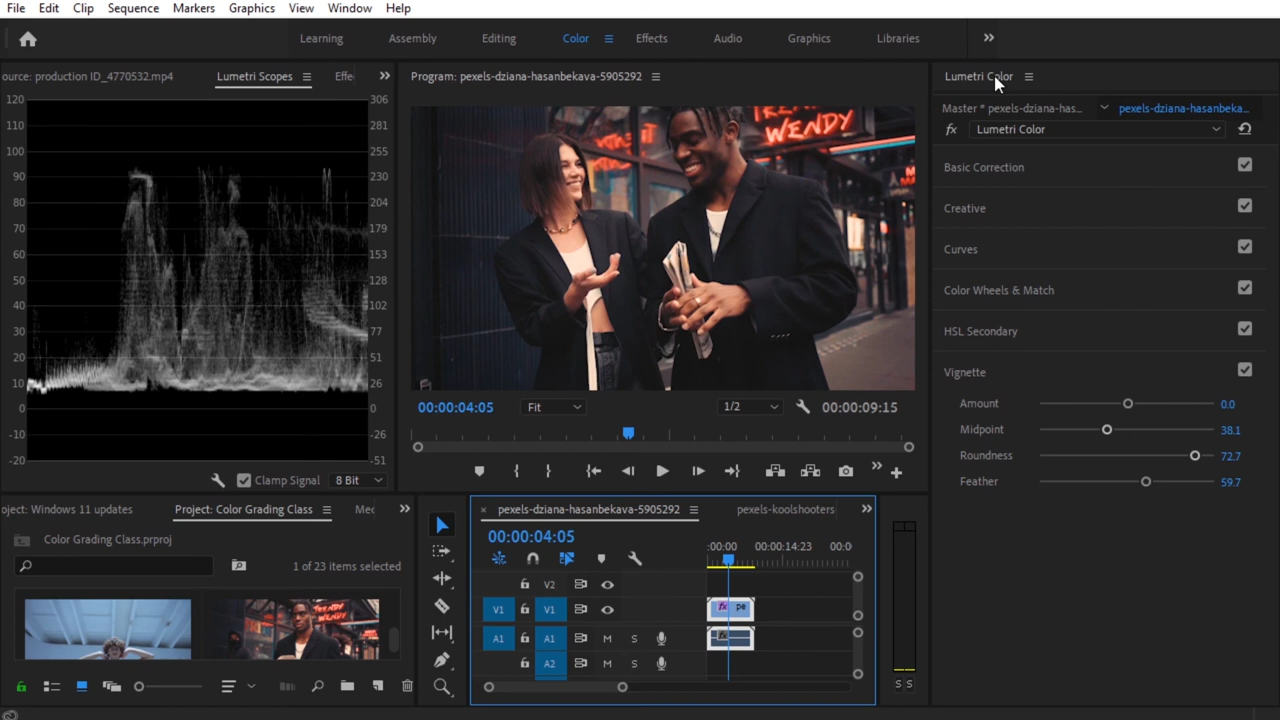 File Edit Clip Sequence Markers Graphics View Window Help
Learning Assembly Editing Color Effects Audio Graphics Libraries
ource: production ID_4770532.mp4 Lumetri Scopes Effe
120 306
110 281
100 255
90 230
80 204
70 179
60 153
50 128
40 102
30 77
20 51
10 26
0 0
-10 -26
-20 -51
Clamp Signal 8 Bit
Program: pexels-dziana-hasanbekava-5905292
TRENDY
WENDY
00:00:04:05 Fit 1/2 00:00:09:15
Lumetri Color
Master * pexels-dziana-has... pexels-dziana-hasanbeka...
fx Lumetri Color
Basic Correction
Creative
Curves
Color Wheels & Match
HSL Secondary
Vignette
Amount 0.0
Midpoint 38.1
Roundness 72.7
Feather 59.7
oject: Windows 11 updates Project: Color Grading Class Mec
Color Grading Class.prproj
1 of 23 items selected
× pexels-dziana-hasanbekava-5905292 pexels-koolshooters
00:00:04:05
:00:00 00:00:14:23 00:0
V2
V1 V1 fx pe
A1 A1 M S fx
A2 M S
S S